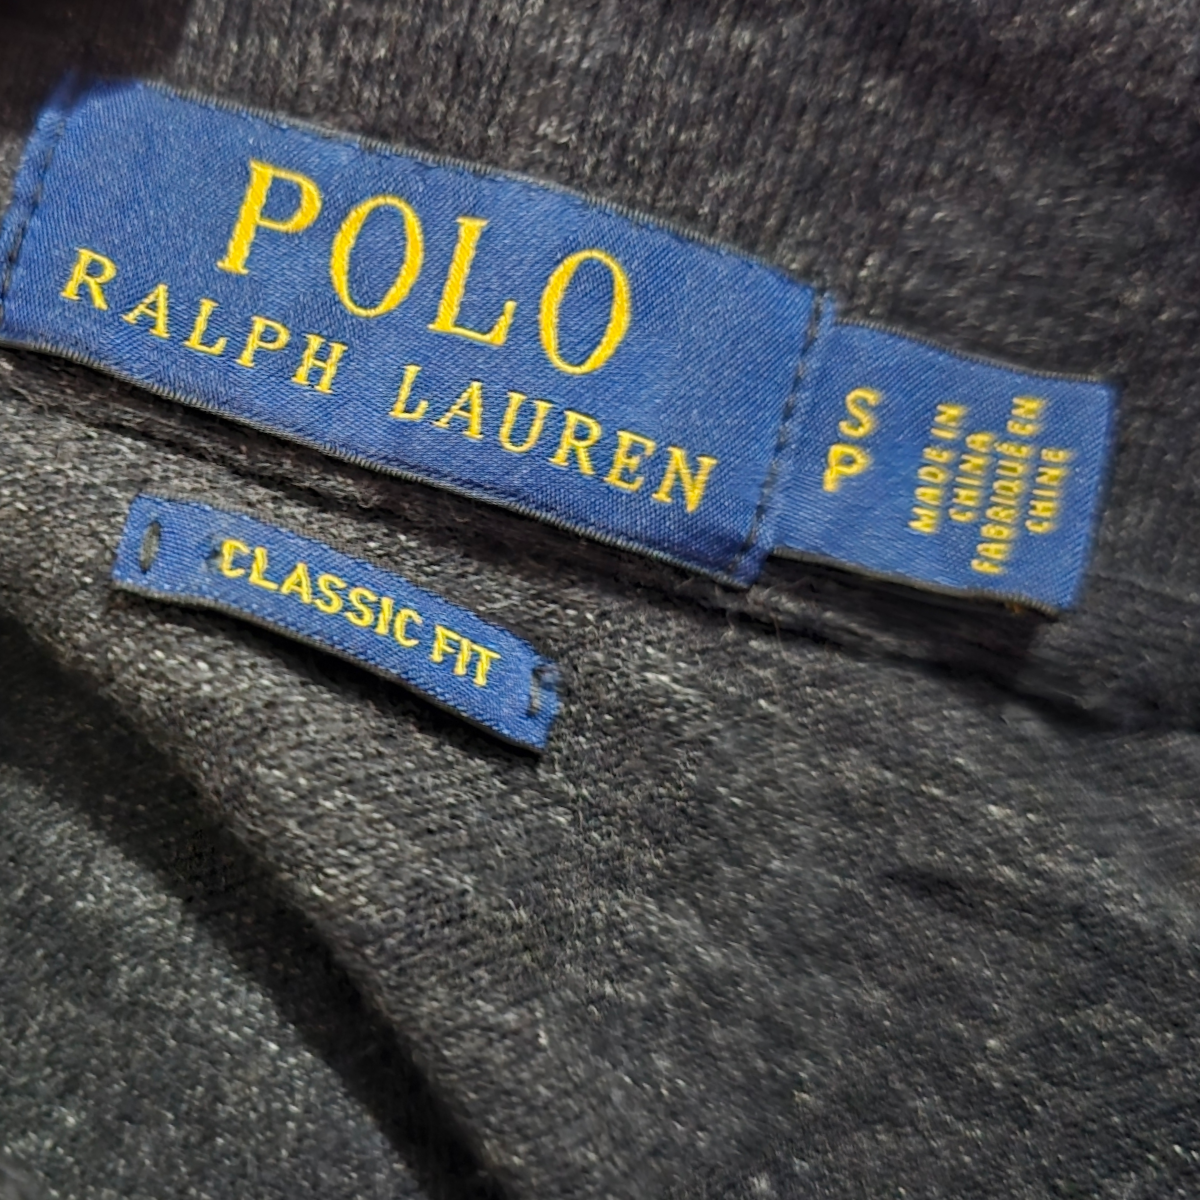 POLO
RALPH LAUREN
S
P
MADE IN
CHINA
FABRIQUÉ EN
CHINE
CLASSIC FIT